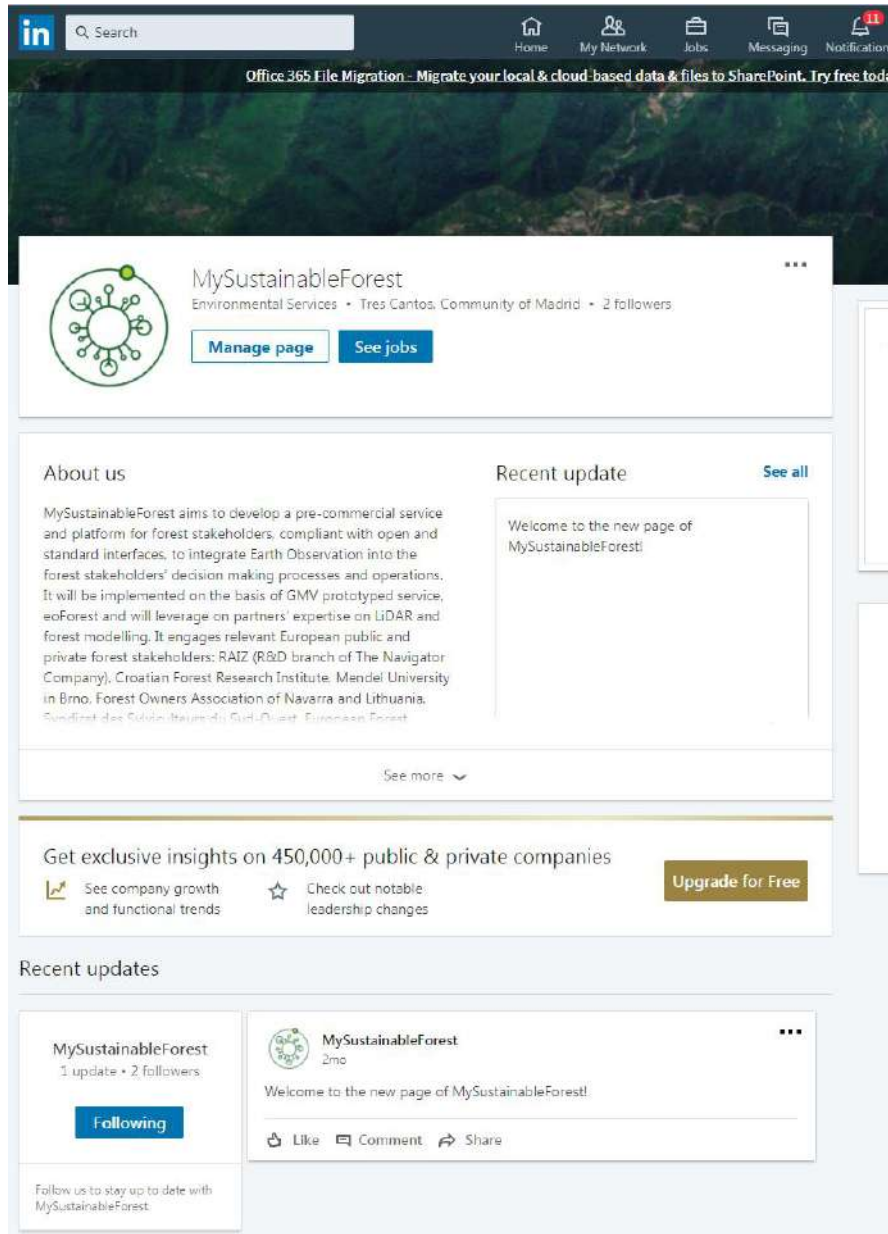 in Search
Home My Network Jobs Messaging 11 Notification
Office 365 File Migration - Migrate your local & cloud-based data & files to SharePoint. Try free toda
MySustainableForest
Environmental Services • Tres Cantos, Community of Madrid • 2 followers
Manage page See jobs
About us
MySustainableForest aims to develop a pre-commercial service
and platform for forest stakeholders, compliant with open and
standard interfaces, to integrate Earth Observation into the
forest stakeholders' decision making processes and operations.
It will be implemented on the basis of GMV prototyped service,
eoForest and will leverage on partners' expertise on LiDAR and
forest modelling. It engages relevant European public and
private forest stakeholders: RAIZ (R&D branch of The Navigator
Company), Croatian Forest Research Institute, Mendel University
in Brno, Forest Owners Association of Navarra and Lithuania,
Syndicat des Sylviculteurs du Sud-Ouest, European Forest
Recent update See all
Welcome to the new page of
MySustainableForest!
See more
Get exclusive insights on 450,000+ public & private companies
See company growth
and functional trends
Check out notable
leadership changes
Upgrade for Free
Recent updates
MySustainableForest
1 update • 2 followers
Following
Follow us to stay up to date with
MySustainableForest
MySustainableForest
2mo
Welcome to the new page of MySustainableForest!
Like Comment Share